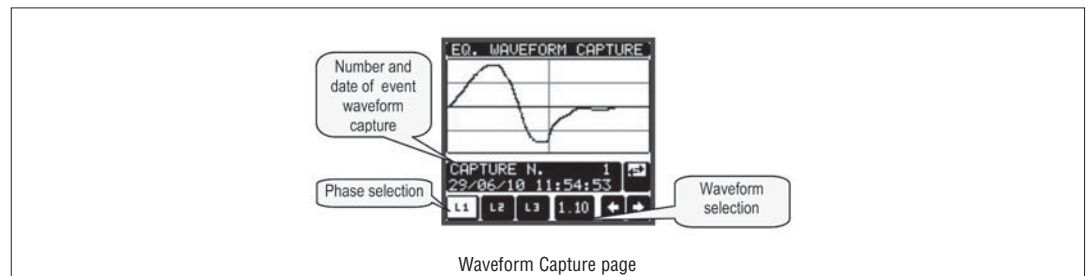 EQ. WAVEFORM CAPTURE
Number and
date of event
waveform
capture
CAPTURE N. 1
29/06/10 11:54:53
Phase selection
L1 L2 L3 1.10
Waveform
selection
Waveform Capture page